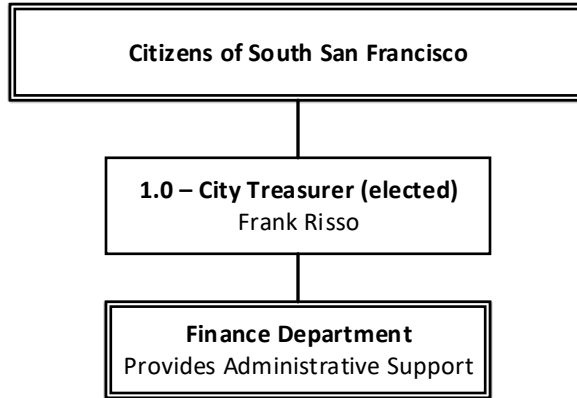 Citizens of South San Francisco
1.0 – City Treasurer (elected)
Frank Risso
Finance Department
Provides Administrative Support